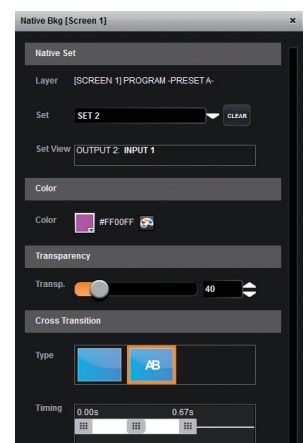 Native Bkg [Screen 1] ×
Native Set
Layer [SCREEN 1] PROGRAM -PRESET A-
Set SET 2 CLEAR
Set View OUTPUT 2: INPUT 1
Color
Color #FF00FF
Transparency
Transp. 40
Cross Transition
Type AB
Timing 0.00s 0.67s